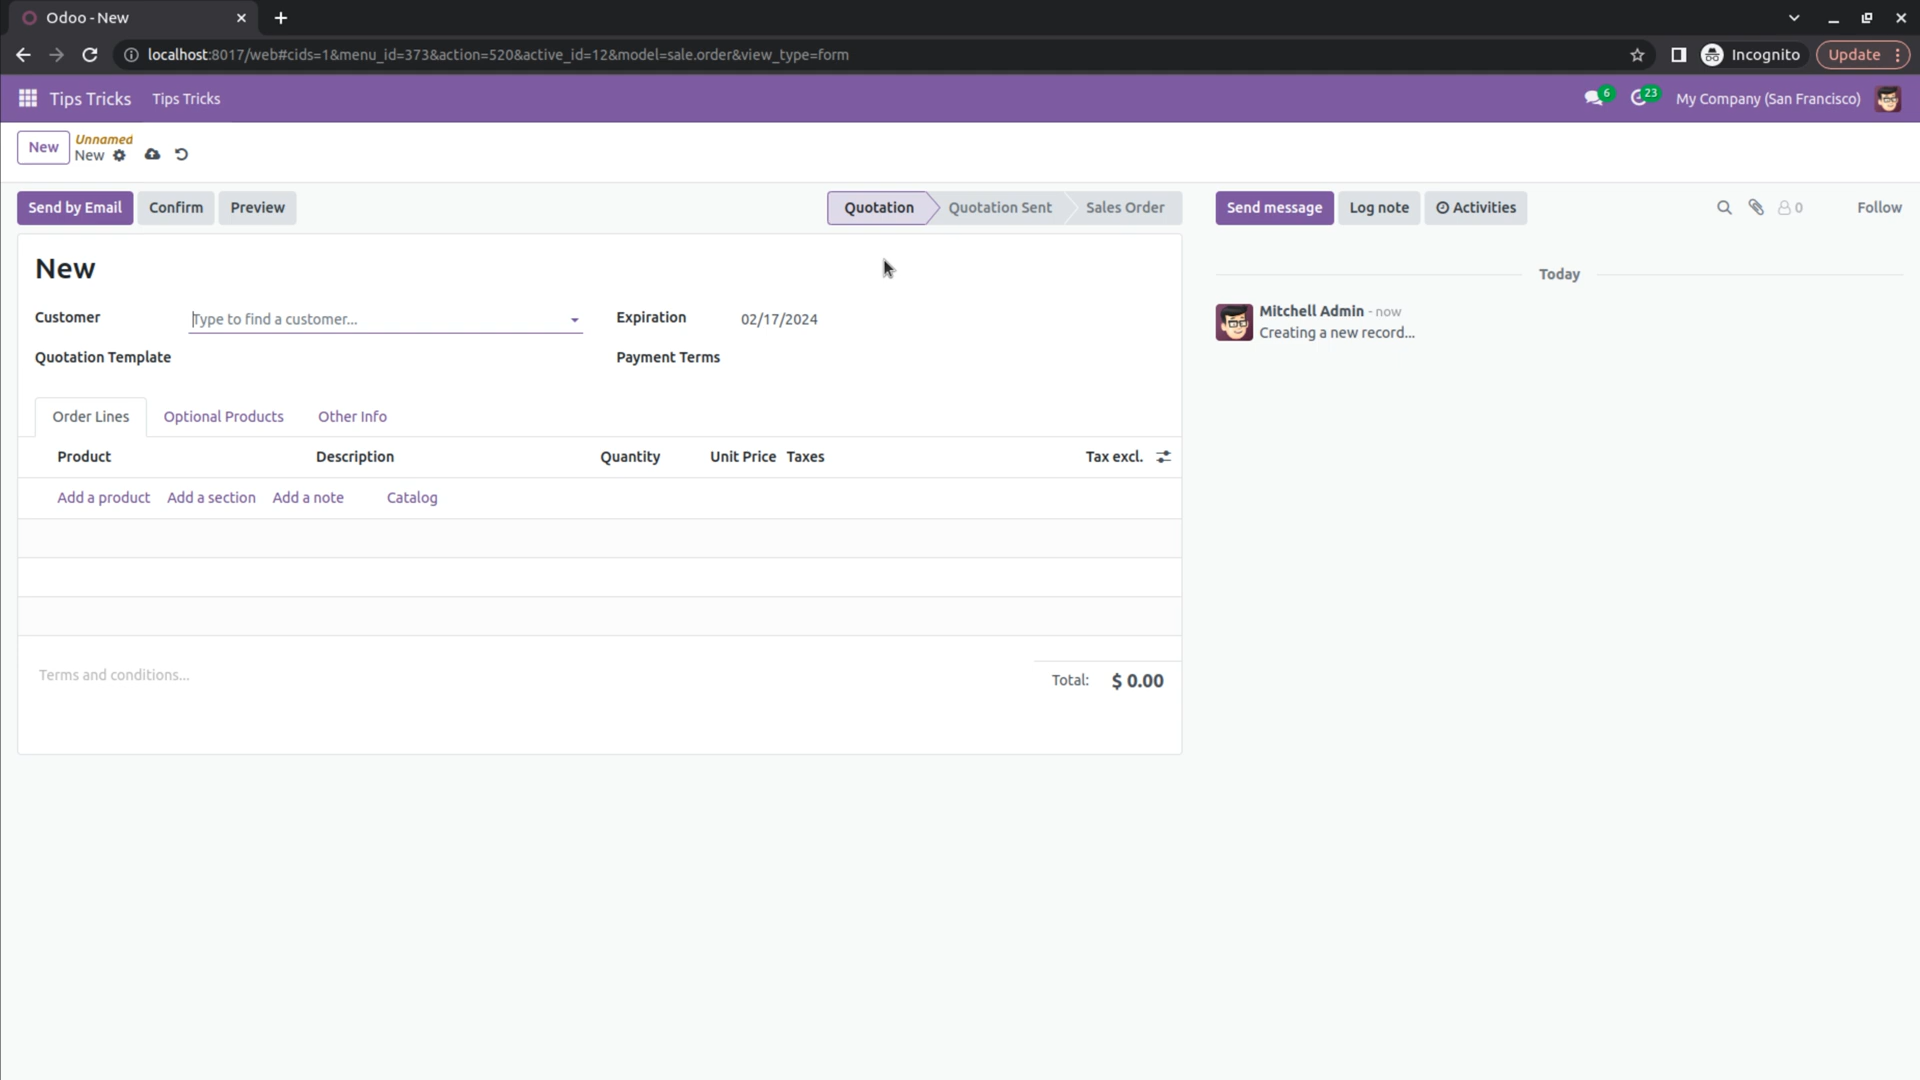 Odoo - New
localhost:8017/web#cids=1&menu_id=373&action=520&active_id=12&model=sale.order&view_type=form
Incognito
Update
Tips Tricks
Tips Tricks
6
23
My Company (San Francisco)
New
Unnamed
New
Send by Email
Confirm
Preview
Quotation
Quotation Sent
Sales Order
Send message
Log note
Activities
0
Follow
New
Today
Customer
Type to find a customer...
Expiration
02/17/2024
Mitchell Admin - now
Creating a new record...
Quotation Template
Payment Terms
Order Lines
Optional Products
Other Info
Product
Description
Quantity
Unit Price
Taxes
Tax excl.
Add a product
Add a section
Add a note
Catalog
Terms and conditions...
Total: $ 0.00